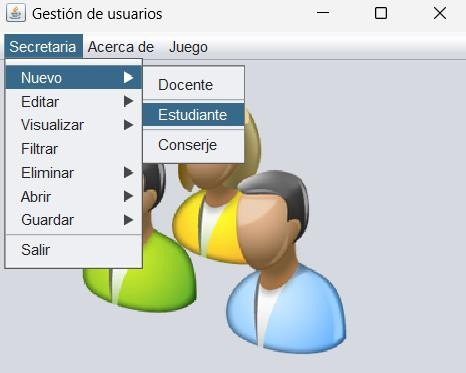 Gestión de usuarios
Secretaria Acerca de Juego
Nuevo
Editar
Visualizar
Filtrar
Eliminar
Abrir
Guardar
Salir
Docente
Estudiante
Conserje